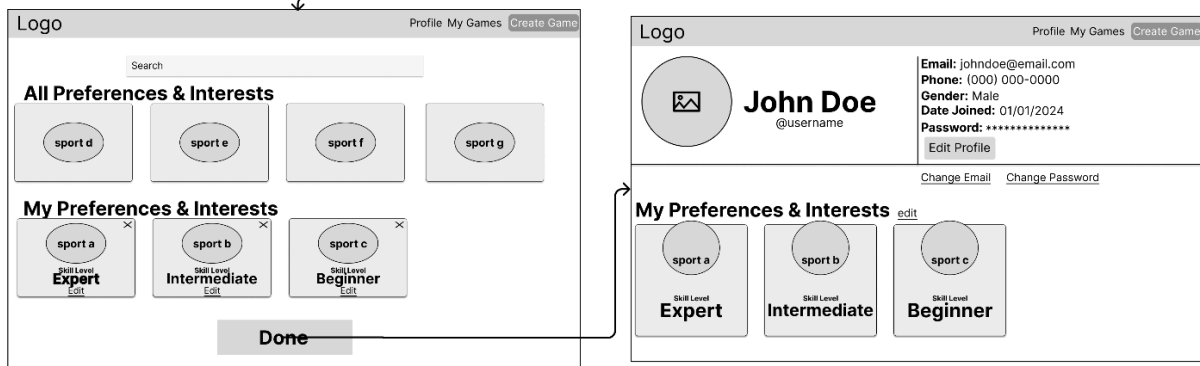 Logo
Profile My Games Create Game
Search
All Preferences & Interests
sport d sport e sport f sport g
My Preferences & Interests
X X X
sport a sport b sport c
Skill Level Skill Level Skill Level
Expert Intermediate Beginner
Edit Edit Edit
Done
Logo
Profile My Games Create Game
John Doe
@username
Email: johndoe@email.com
Phone: (000) 000-0000
Gender: Male
Date Joined: 01/01/2024
Password: **************
Edit Profile
Change Email Change Password
My Preferences & Interests edit
sport a sport b sport c
Skill Level Skill Level Skill Level
Expert Intermediate Beginner